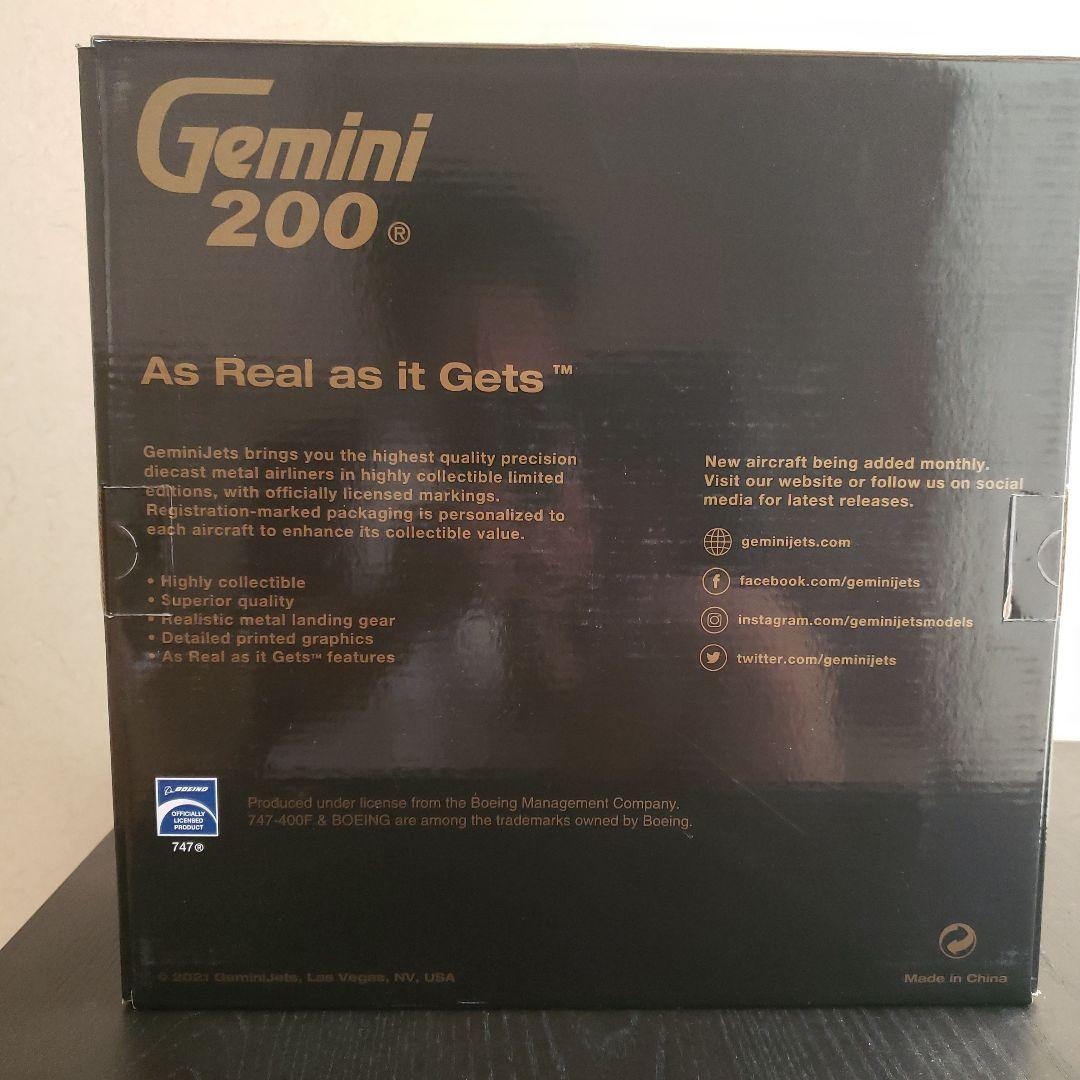 Gemini
200®
As Real as it Gets™
GeminiJets brings you the highest quality precision
diecast metal airliners in highly collectible limited
editions, with officially licensed markings.
Registration-marked packaging is personalized to
each aircraft to enhance its collectible value.
• Highly collectible
• Superior quality
• Realistic metal landing gear
• Detailed printed graphics
• As Real as it Gets™ features
New aircraft being added monthly.
Visit our website or follow us on social
media for latest releases.
geminijets.com
facebook.com/geminijets
instagram.com/geminijetsmodels
twitter.com/geminijets
BOEING
OFFICIALLY
LICENSED
PRODUCT
747®
Produced under license from the Boeing Management Company.
747-400F & BOEING are among the trademarks owned by Boeing.
© 2021 GeminiJets, Las Vegas, NV, USA
Made in China